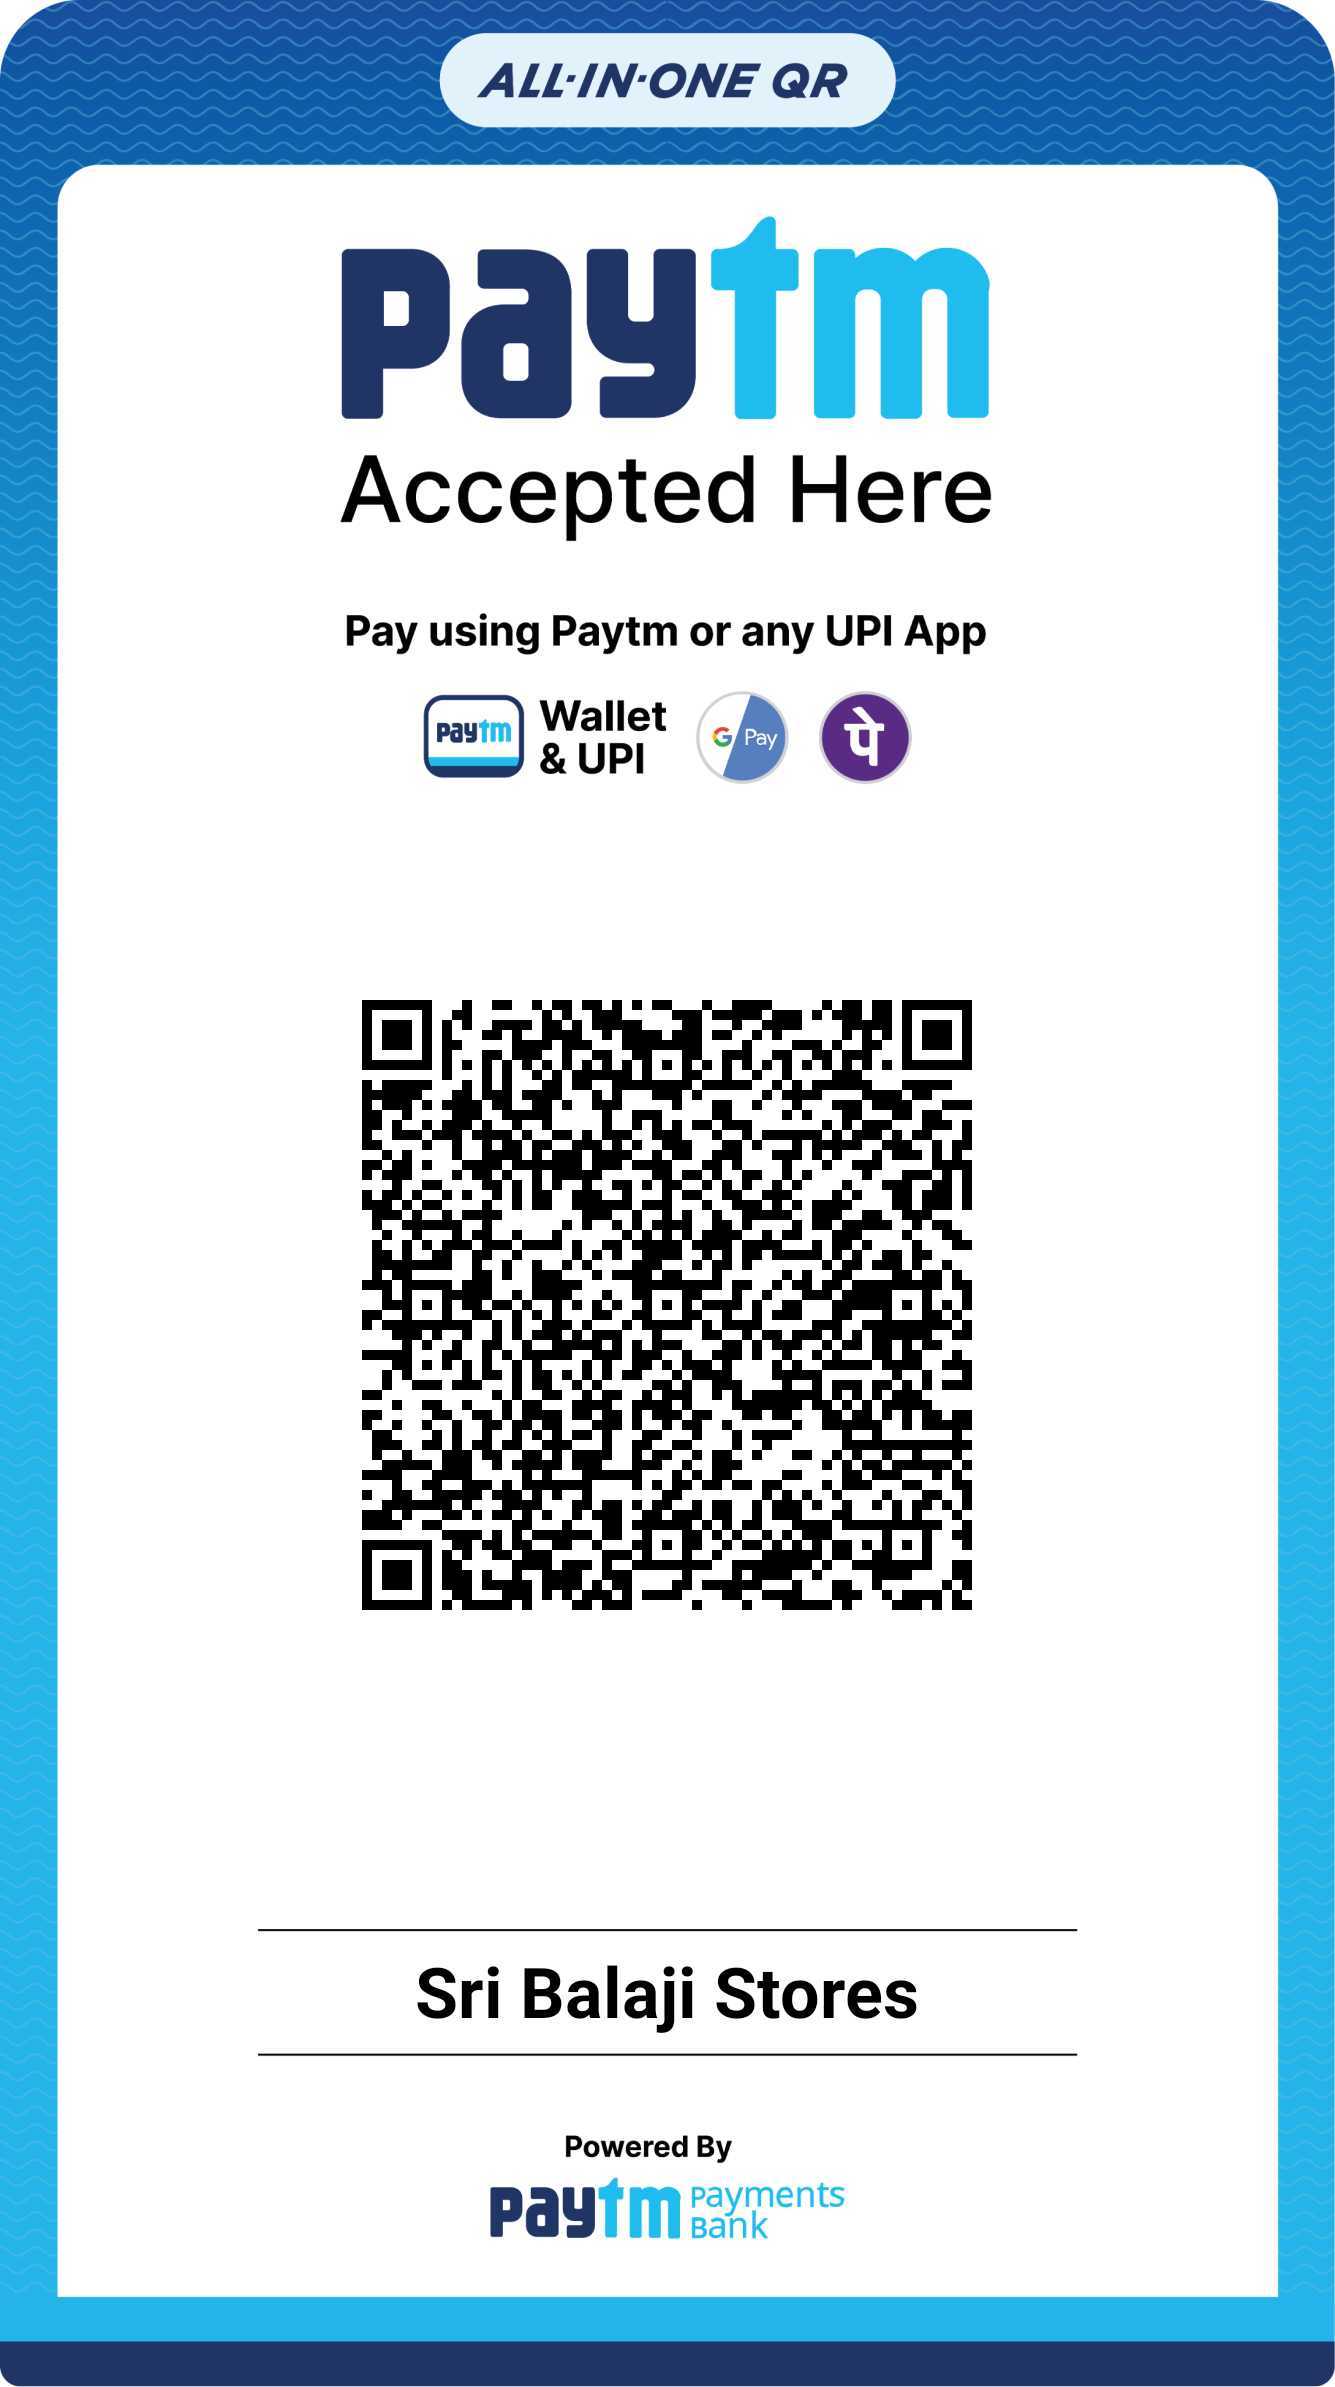 ALL·IN·ONE QR
paytm
Accepted Here
Pay using Paytm or any UPI App
paytm
Wallet
& UPI
G Pay
पे
Sri Balaji Stores
Powered By
paytm Payments
Bank